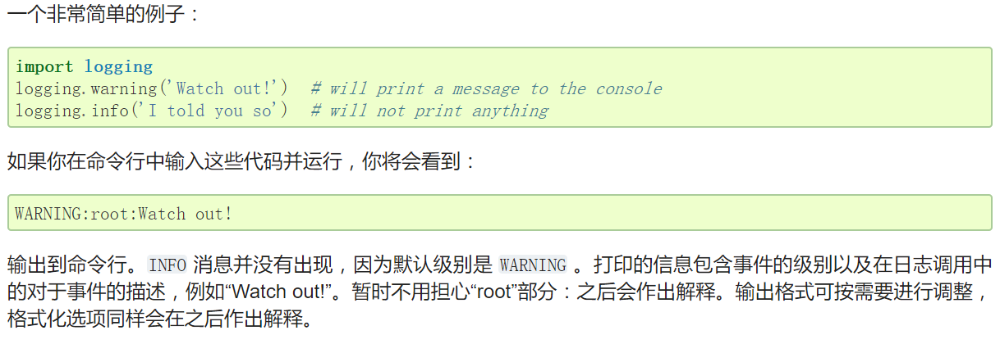 一个非常简单的例子：
import logging
logging.warning('Watch out!')  # will print a message to the console
logging.info('I told you so')  # will not print anything
如果你在命令行中输入这些代码并运行，你将会看到：
WARNING:root:Watch out!
输出到命令行。INFO 消息并没有出现，因为默认级别是 WARNING 。打印的信息包含事件的级别以及在日志调用中
的对于事件的描述，例如“Watch out!”。暂时不用担心“root”部分：之后会作出解释。输出格式可按需要进行调整，
格式化选项同样会在之后作出解释。